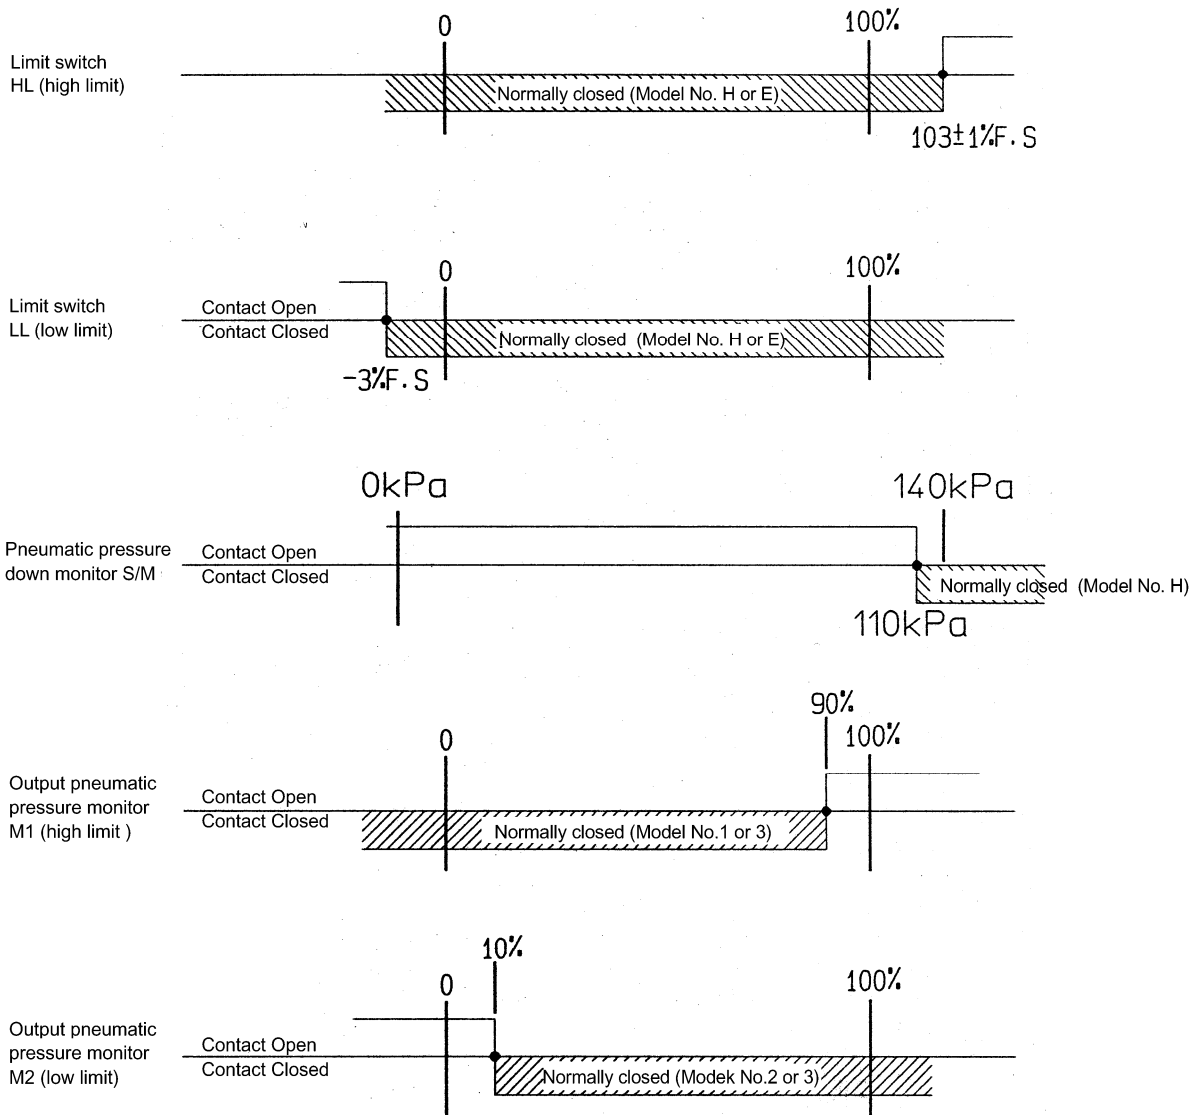 0
100%
Limit switch
HL (high limit)
Normally closed (Model No. H or E)
103±1%F.S
0
100%
Limit switch
LL (low limit)
Contact Open
Contact Closed
Normally closed (Model No. H or E)
-3%F.S
0kPa
140kPa
Pneumatic pressure
down monitor S/M
Contact Open
Contact Closed
Normally closed (Model No. H)
110kPa
90%
0
100%
Output pneumatic
pressure monitor
M1 (high limit )
Contact Open
Contact Closed
Normally closed (Model No.1 or 3)
10%
0
100%
Output pneumatic
pressure monitor
M2 (low limit)
Contact Open
Contact Closed
Normally closed (Modek No.2 or 3)